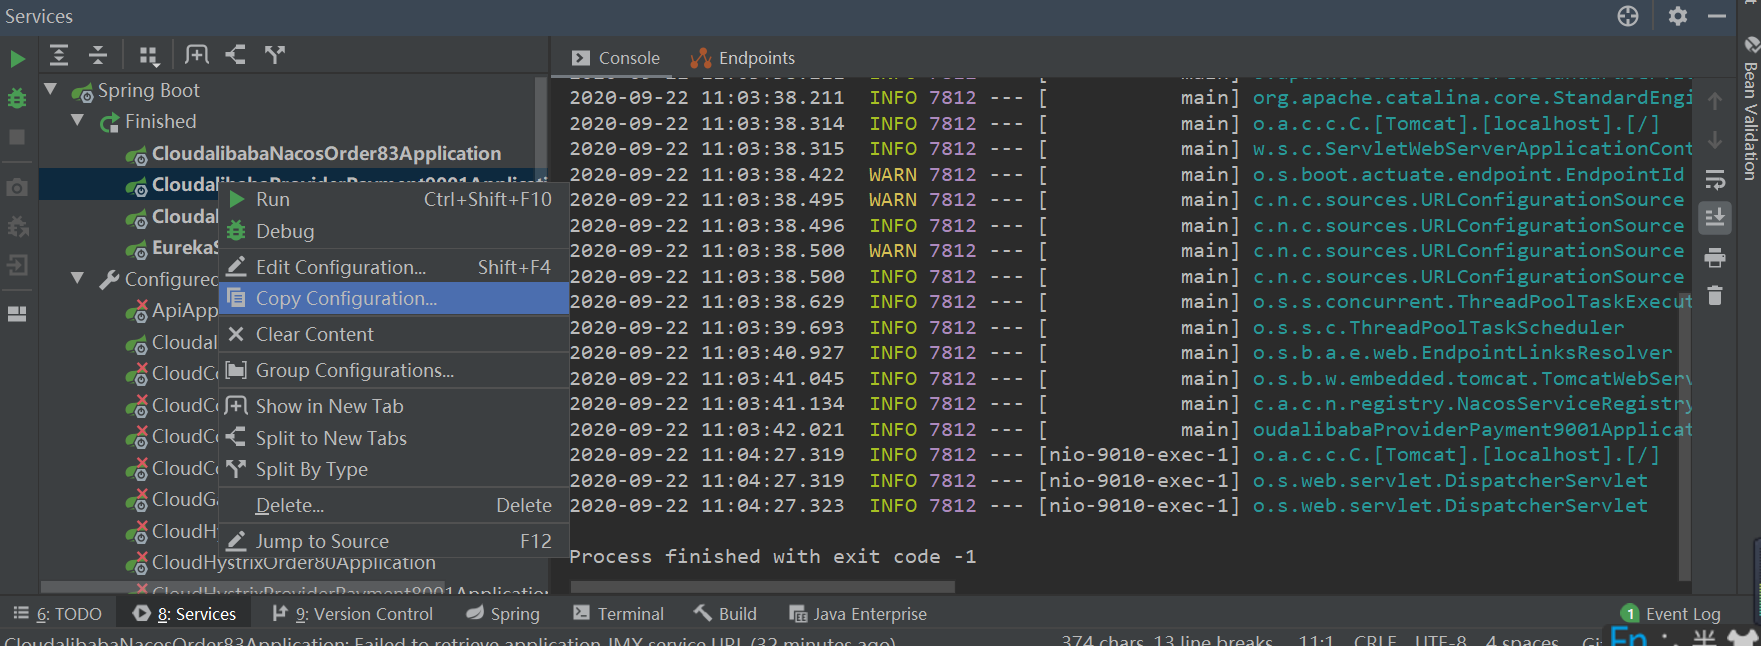 Services
Console
Endpoints
Spring Boot
Finished
CloudalibabaNacosOrder83Application
Cloudal
EurekaS
Configured
ApiApp
Cloudal
CloudCo
CloudCo
CloudCo
CloudCo
CloudGa
CloudHy
CloudHystrixOrder80Application
Run Ctrl+Shift+F10
Debug
Edit Configuration... Shift+F4
Copy Configuration...
Clear Content
Group Configurations...
Show in New Tab
Split to New Tabs
Split By Type
Delete... Delete
Jump to Source F12
2020-09-22 11:03:38.211 INFO 7812 --- [ main] org.apache.catalina.core.StandardEngi
2020-09-22 11:03:38.314 INFO 7812 --- [ main] o.a.c.c.C.[Tomcat].[localhost].[/]
2020-09-22 11:03:38.315 INFO 7812 --- [ main] w.s.c.ServletWebServerApplicationCont
2020-09-22 11:03:38.422 WARN 7812 --- [ main] o.s.boot.actuate.endpoint.EndpointId
2020-09-22 11:03:38.495 WARN 7812 --- [ main] c.n.c.sources.URLConfigurationSource
2020-09-22 11:03:38.496 INFO 7812 --- [ main] c.n.c.sources.URLConfigurationSource
2020-09-22 11:03:38.500 WARN 7812 --- [ main] c.n.c.sources.URLConfigurationSource
2020-09-22 11:03:38.500 INFO 7812 --- [ main] c.n.c.sources.URLConfigurationSource
2020-09-22 11:03:38.629 INFO 7812 --- [ main] o.s.s.concurrent.ThreadPoolTaskExecut
2020-09-22 11:03:39.693 INFO 7812 --- [ main] o.s.s.c.ThreadPoolTaskScheduler
2020-09-22 11:03:40.927 INFO 7812 --- [ main] o.s.b.a.e.web.EndpointLinksResolver
2020-09-22 11:03:41.045 INFO 7812 --- [ main] o.s.b.w.embedded.tomcat.TomcatWebServ
2020-09-22 11:03:41.134 INFO 7812 --- [ main] c.a.c.n.registry.NacosServiceRegistry
2020-09-22 11:03:42.021 INFO 7812 --- [ main] oudalibabaProviderPayment9001Applicat
2020-09-22 11:04:27.319 INFO 7812 --- [nio-9010-exec-1] o.a.c.c.C.[Tomcat].[localhost].[/]
2020-09-22 11:04:27.319 INFO 7812 --- [nio-9010-exec-1] o.s.web.servlet.DispatcherServlet
2020-09-22 11:04:27.323 INFO 7812 --- [nio-9010-exec-1] o.s.web.servlet.DispatcherServlet
Process finished with exit code -1
Bean Validation
6: TODO
8: Services
9: Version Control
Spring
Terminal
Build
Java Enterprise
1 Event Log
CloudalibabaNacosOrder83Application: Failed to retrieve application JMX service URL (32 minutes ago)
374 chars, 13 line breaks 11:1 CRLF UTF-8 4 spaces
En
半